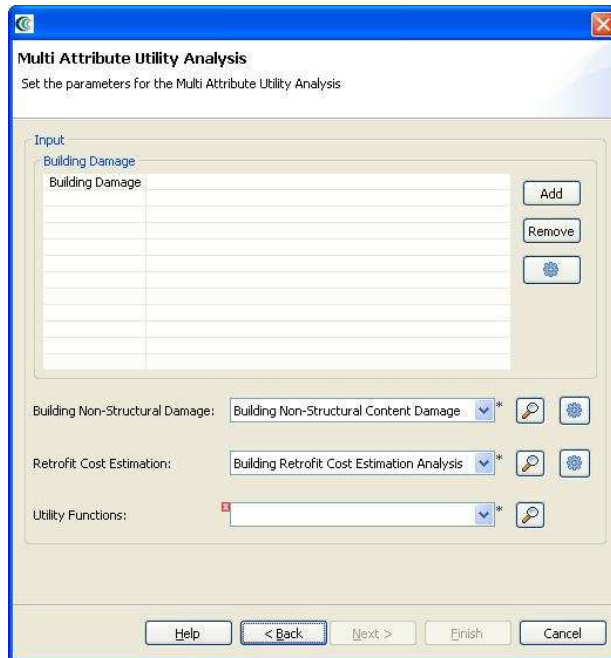 Multi Attribute Utility Analysis
Set the parameters for the Multi Attribute Utility Analysis
Input
Building Damage
Building Damage
Add
Remove
Building Non-Structural Damage: Building Non-Structural Content Damage *
Retrofit Cost Estimation: Building Retrofit Cost Estimation Analysis *
Utility Functions: *
Help < Back Next > Finish Cancel